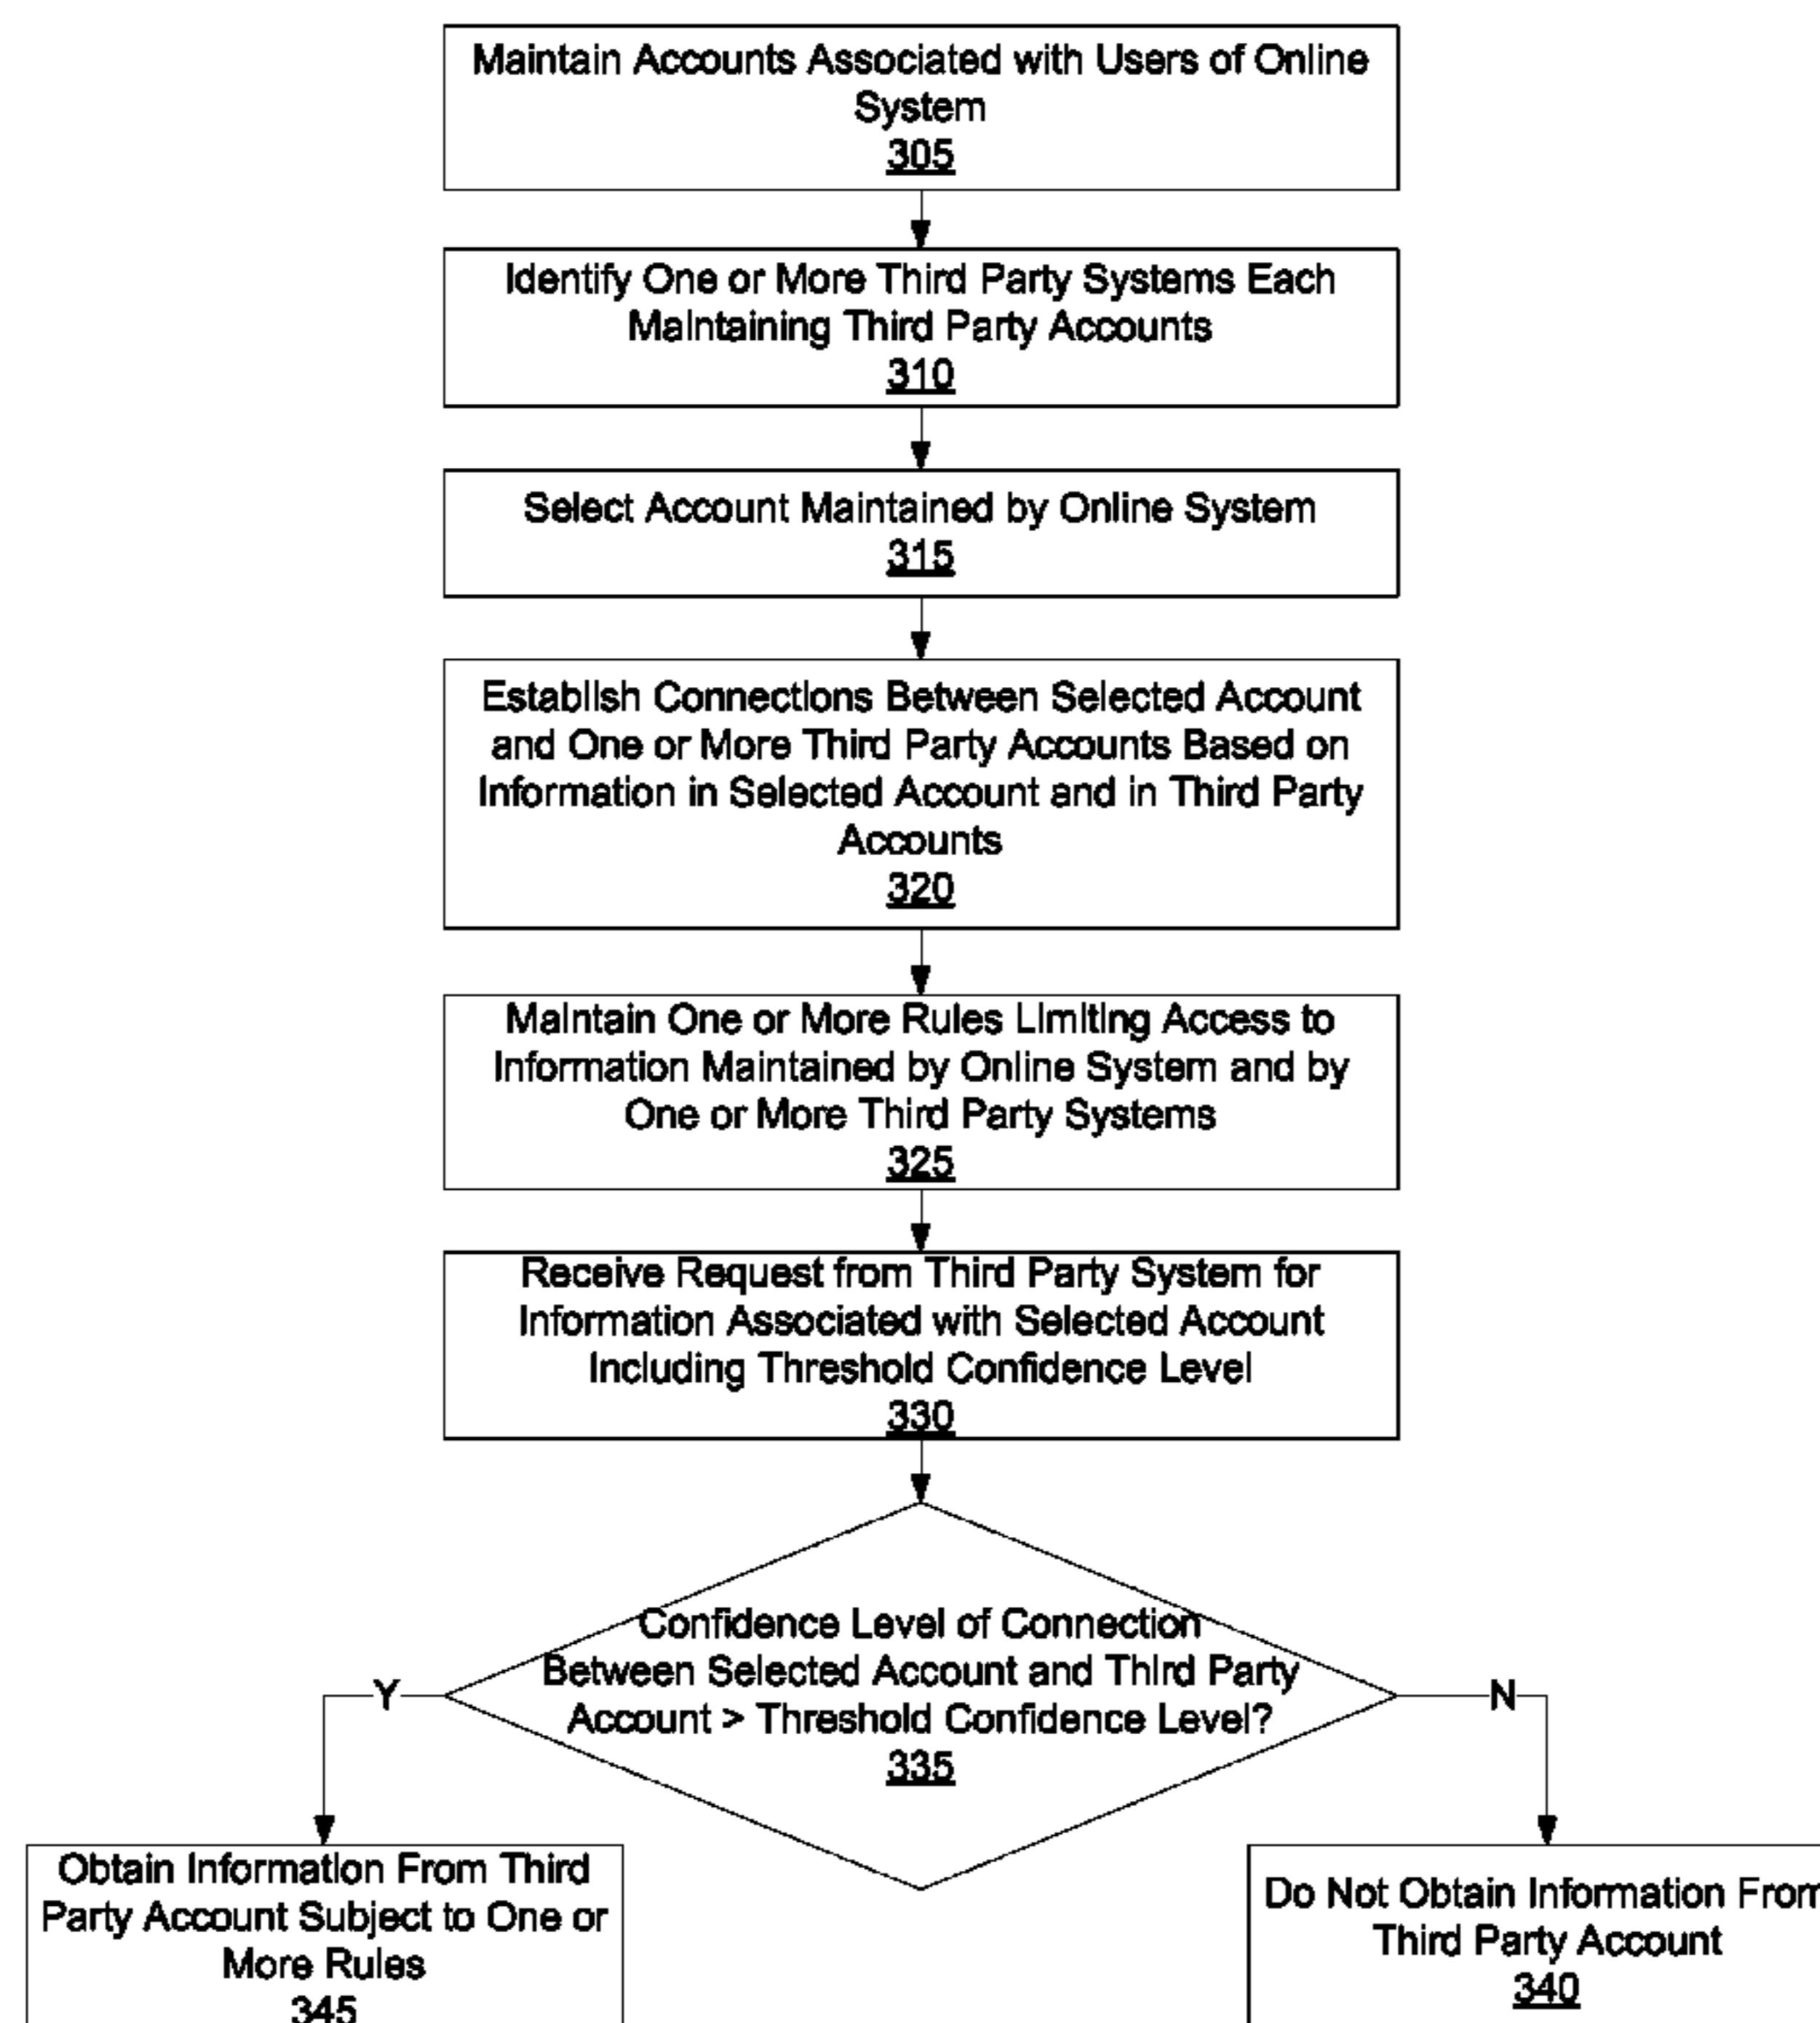 Maintain Accounts Associated with Users of Online
System
305
Identify One or More Third Party Systems Each
Maintaining Third Party Accounts
310
Select Account Maintained by Online System
315
Establish Connections Between Selected Account
and One or More Third Party Accounts Based on
Information in Selected Account and in Third Party
Accounts
320
Maintain One or More Rules Limiting Access to
Information Maintained by Online System and by
One or More Third Party Systems
325
Receive Request from Third Party System for
Information Associated with Selected Account
Including Threshold Confidence Level
330
Confidence Level of Connection
Between Selected Account and Third Party
Account > Threshold Confidence Level?
335
Y
N
Obtain Information From Third
Party Account Subject to One or
More Rules
345
Do Not Obtain Information From
Third Party Account
340